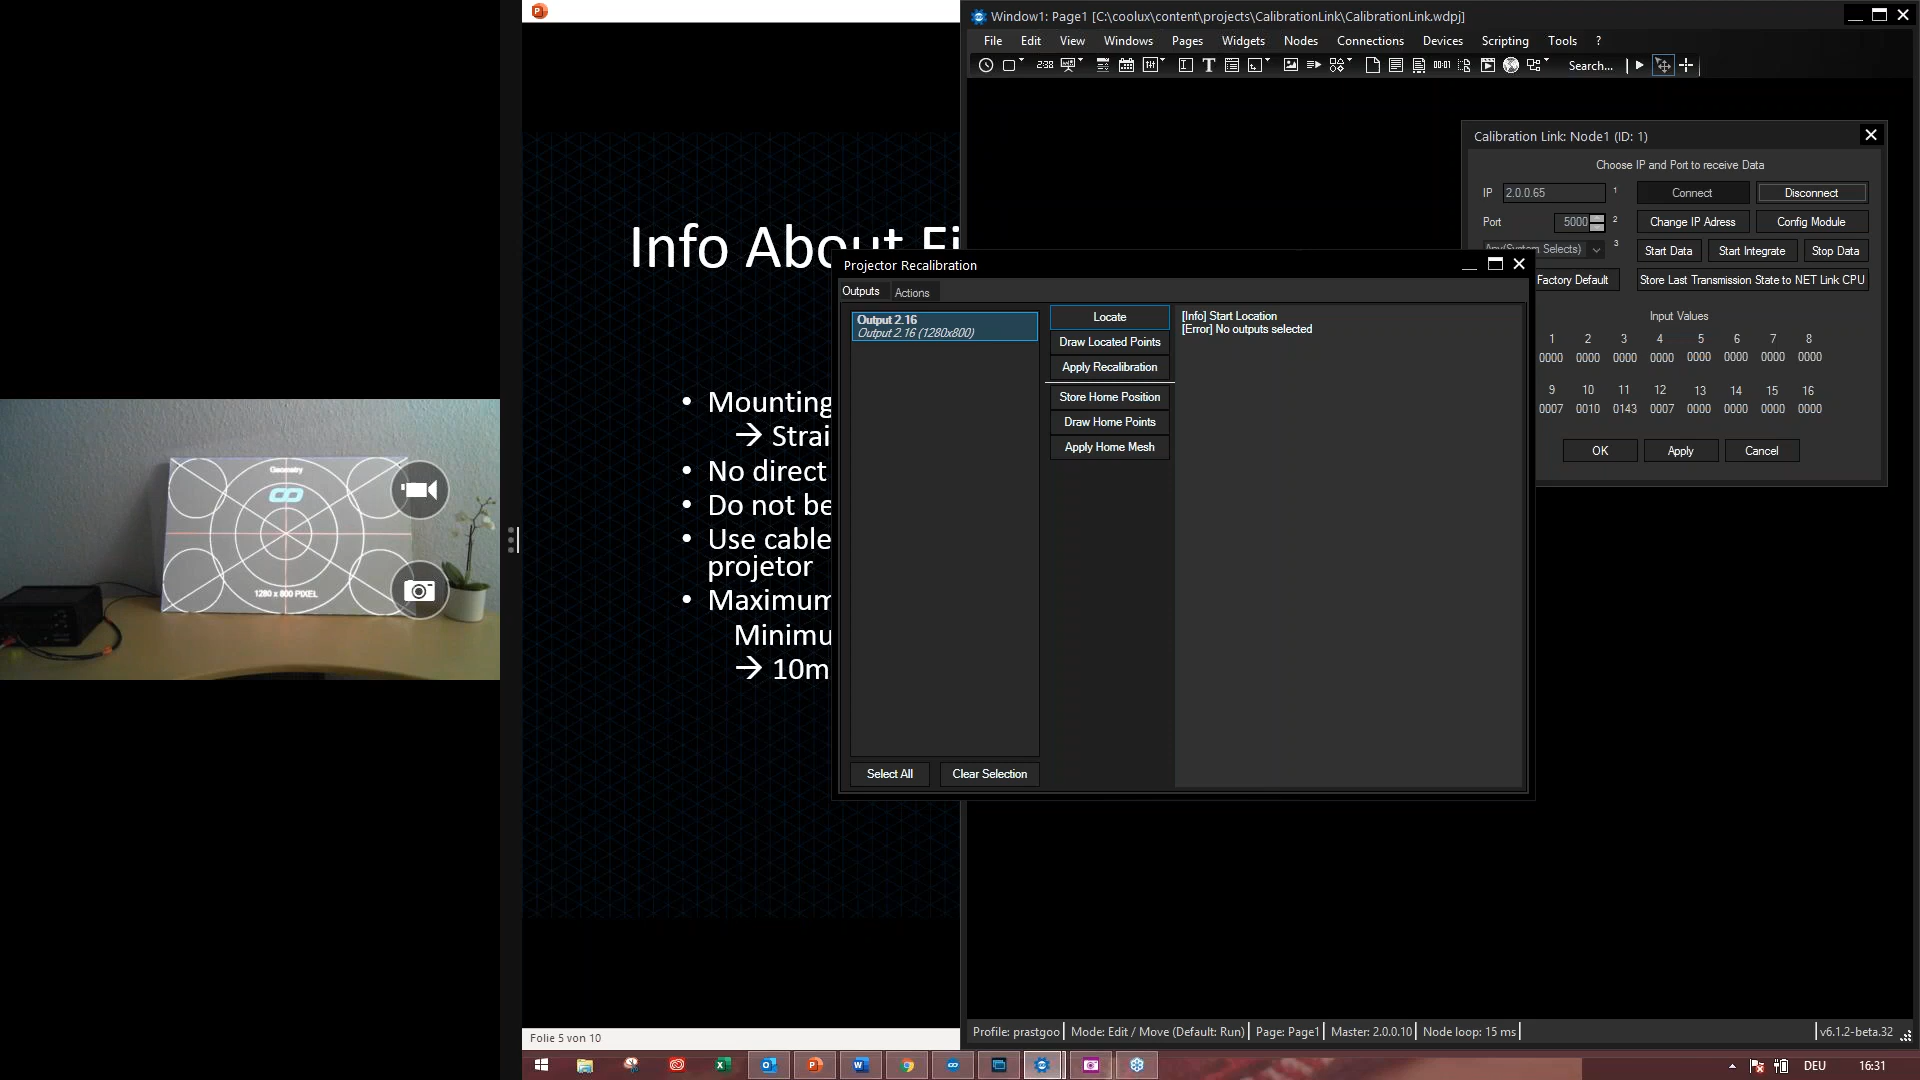 Geometry
1280 x 800 PIXEL
Info About Fi
• Mounting
→ Strai
• No direct
• Do not be
• Use cable
projetor
• Maximum
Minimu
→ 10m
Folie 5 von 10
Window1: Page1 [C:\coolux\content\projects\CalibrationLink\CalibrationLink.wdpj]
File Edit View Windows Pages Widgets Nodes Connections Devices Scripting Tools ?
2:38 00:01 Search...
Calibration Link: Node1 (ID: 1)
Choose IP and Port to receive Data
IP 2.0.0.65 1 Connect Disconnect
Port 5000 2 Change IP Adress Config Module
Any(System Selects) 3 Start Data Start Integrate Stop Data
Factory Default Store Last Transmission State to NET Link CPU
Input Values
1 2 3 4 5 6 7 8
0000 0000 0000 0000 0000 0000 0000 0000
9 10 11 12 13 14 15 16
0007 0010 0143 0007 0000 0000 0000 0000
OK Apply Cancel
Projector Recalibration
Outputs Actions
Output 2.16
Output 2.16 (1280x800)
Locate
Draw Located Points
Apply Recalibration
Store Home Position
Draw Home Points
Apply Home Mesh
[Info] Start Location
[Error] No outputs selected
Select All Clear Selection
Profile: prastgoo Mode: Edit / Move (Default: Run) Page: Page1 Master: 2.0.0.10 Node loop: 15 ms v6.1.2-beta.32
DEU 16:31